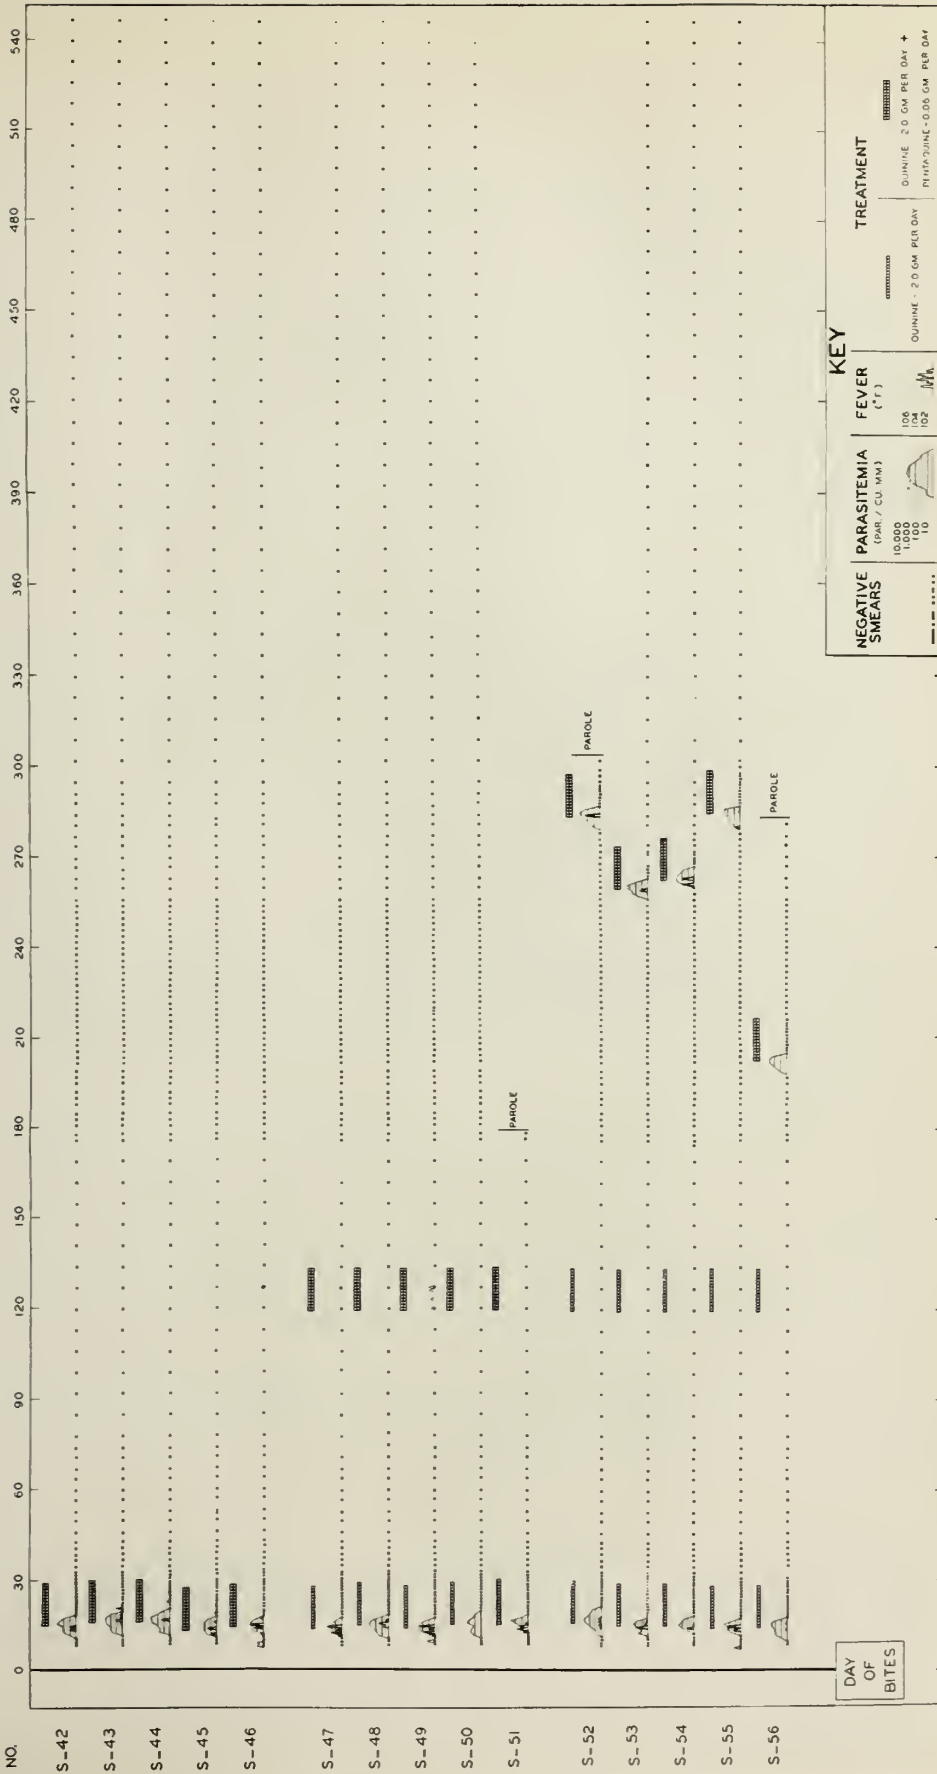 NO.
0 30 60 90 120 150 180 210 240 270 300 330 360 390 420 450 480 510 540
S-42
S-43
S-44
S-45
S-46
S-47
S-48
S-49
S-50
S-51
PAROLE
S-52
PAROLE
S-53
S-54
S-55
S-56
PAROLE
DAY
OF
BITES
KEY
NEGATIVE
SMEARS
PARASITEMIA
(PAR. / CU. MM)
10,000
1,000
100
10
FEVER
(°F)
106
104
102
TREATMENT
QUININE - 2.0 GM PER DAY
QUININE 2.0 GM PER DAY +
PENTAQUINE - 0.06 GM PER DAY